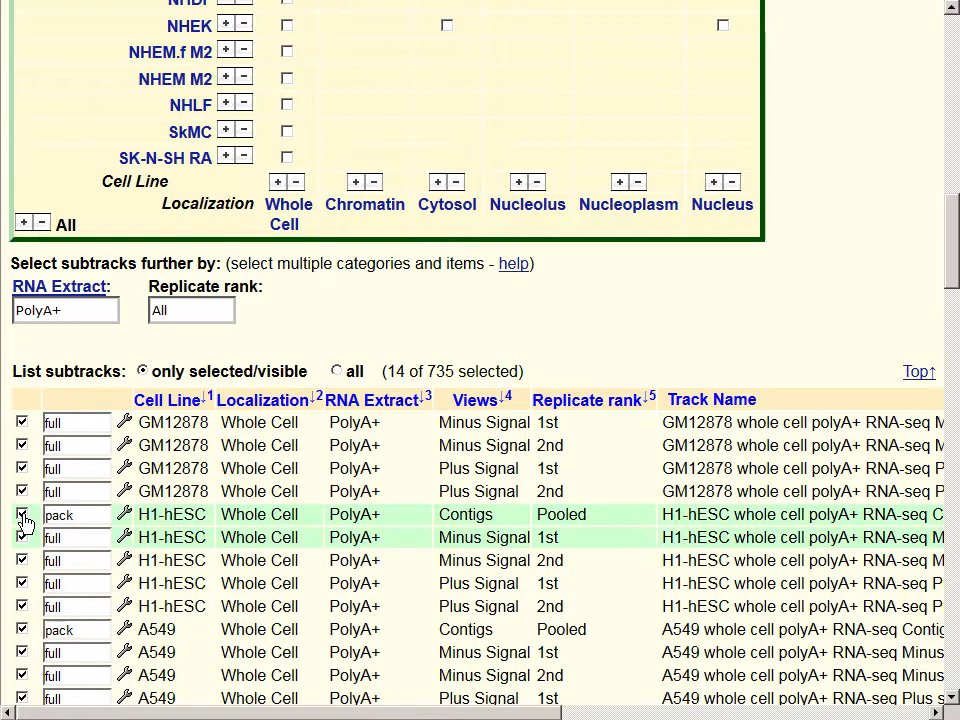 NHDF
NHEK + -
NHEM.f M2 + -
NHEM M2 + -
NHLF + -
SkMC + -
SK-N-SH RA + -
Cell Line + - + - + - + - + - + -
Localization Whole Cell Chromatin Cytosol Nucleolus Nucleoplasm Nucleus
+ - All
Select subtracks further by: (select multiple categories and items - help)
RNA Extract: Replicate rank:
PolyA+ All
List subtracks: only selected/visible all (14 of 735 selected) Top↑
Cell Line↓1 Localization↓2 RNA Extract↓3 Views↓4 Replicate rank↓5 Track Name
full GM12878 Whole Cell PolyA+ Minus Signal 1st GM12878 whole cell polyA+ RNA-seq M
full GM12878 Whole Cell PolyA+ Minus Signal 2nd GM12878 whole cell polyA+ RNA-seq M
full GM12878 Whole Cell PolyA+ Plus Signal 1st GM12878 whole cell polyA+ RNA-seq P
full GM12878 Whole Cell PolyA+ Plus Signal 2nd GM12878 whole cell polyA+ RNA-seq P
pack H1-hESC Whole Cell PolyA+ Contigs Pooled H1-hESC whole cell polyA+ RNA-seq C
full H1-hESC Whole Cell PolyA+ Minus Signal 1st H1-hESC whole cell polyA+ RNA-seq M
full H1-hESC Whole Cell PolyA+ Minus Signal 2nd H1-hESC whole cell polyA+ RNA-seq M
full H1-hESC Whole Cell PolyA+ Plus Signal 1st H1-hESC whole cell polyA+ RNA-seq P
full H1-hESC Whole Cell PolyA+ Plus Signal 2nd H1-hESC whole cell polyA+ RNA-seq P
pack A549 Whole Cell PolyA+ Contigs Pooled A549 whole cell polyA+ RNA-seq Contig
full A549 Whole Cell PolyA+ Minus Signal 1st A549 whole cell polyA+ RNA-seq Minus
full A549 Whole Cell PolyA+ Minus Signal 2nd A549 whole cell polyA+ RNA-seq Minus
full A549 Whole Cell PolyA+ Plus Signal 1st A549 whole cell polyA+ RNA-seq Plus s